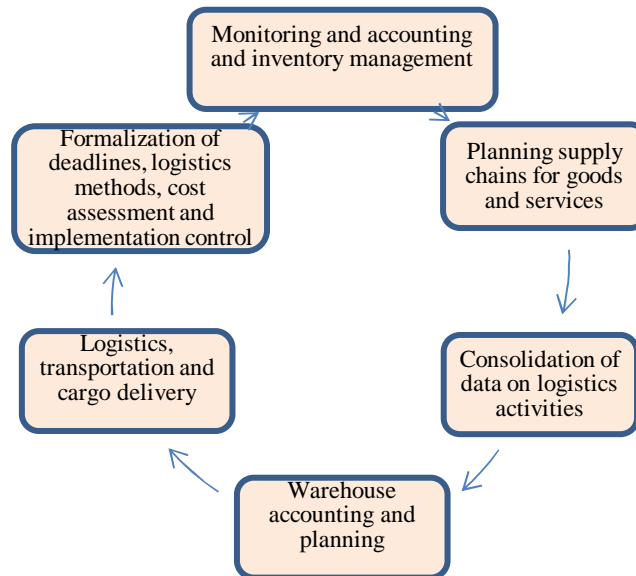 Monitoring and accounting
and inventory management
Planning supply
chains for goods
and services
Consolidation of
data on logistics
activities
Warehouse
accounting and
planning
Logistics,
transportation and
cargo delivery
Formalization of
deadlines, logistics
methods, cost
assessment and
implementation control